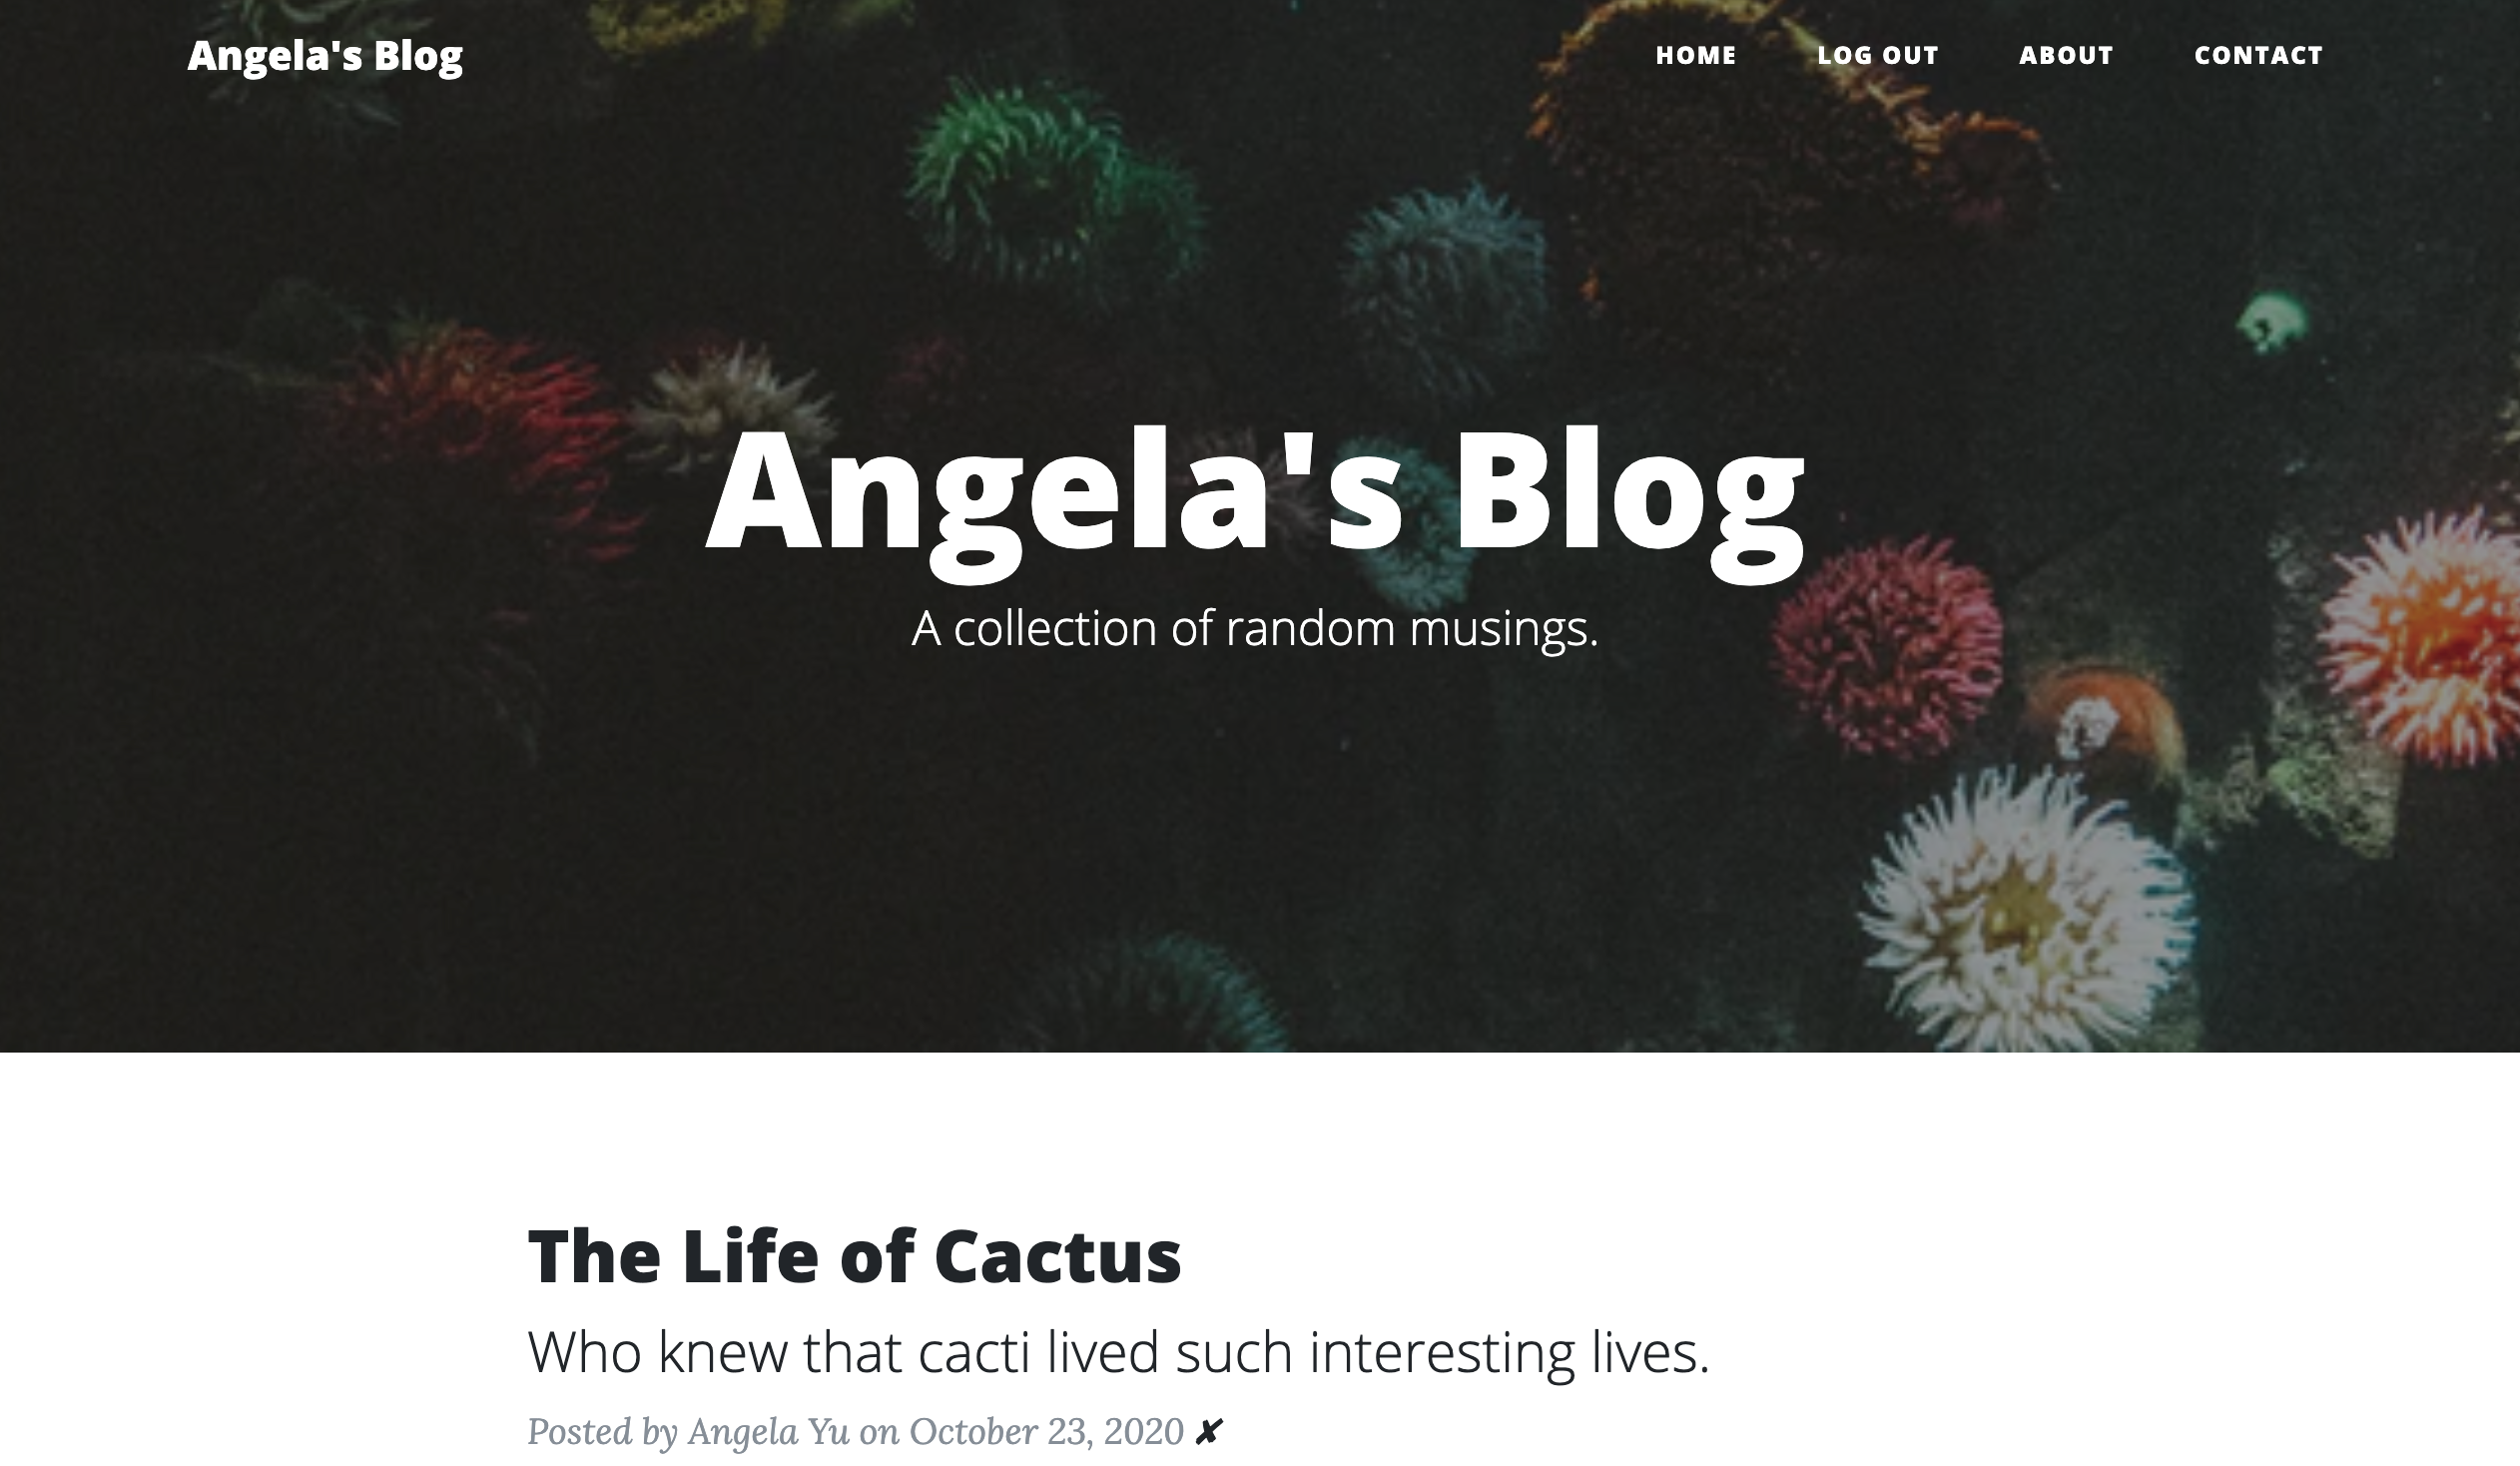 Angela's Blog
HOME LOG OUT ABOUT CONTACT
Angela's Blog
A collection of random musings.
The Life of Cactus
Who knew that cacti lived such interesting lives.
Posted by Angela Yu on October 23, 2020 ✘